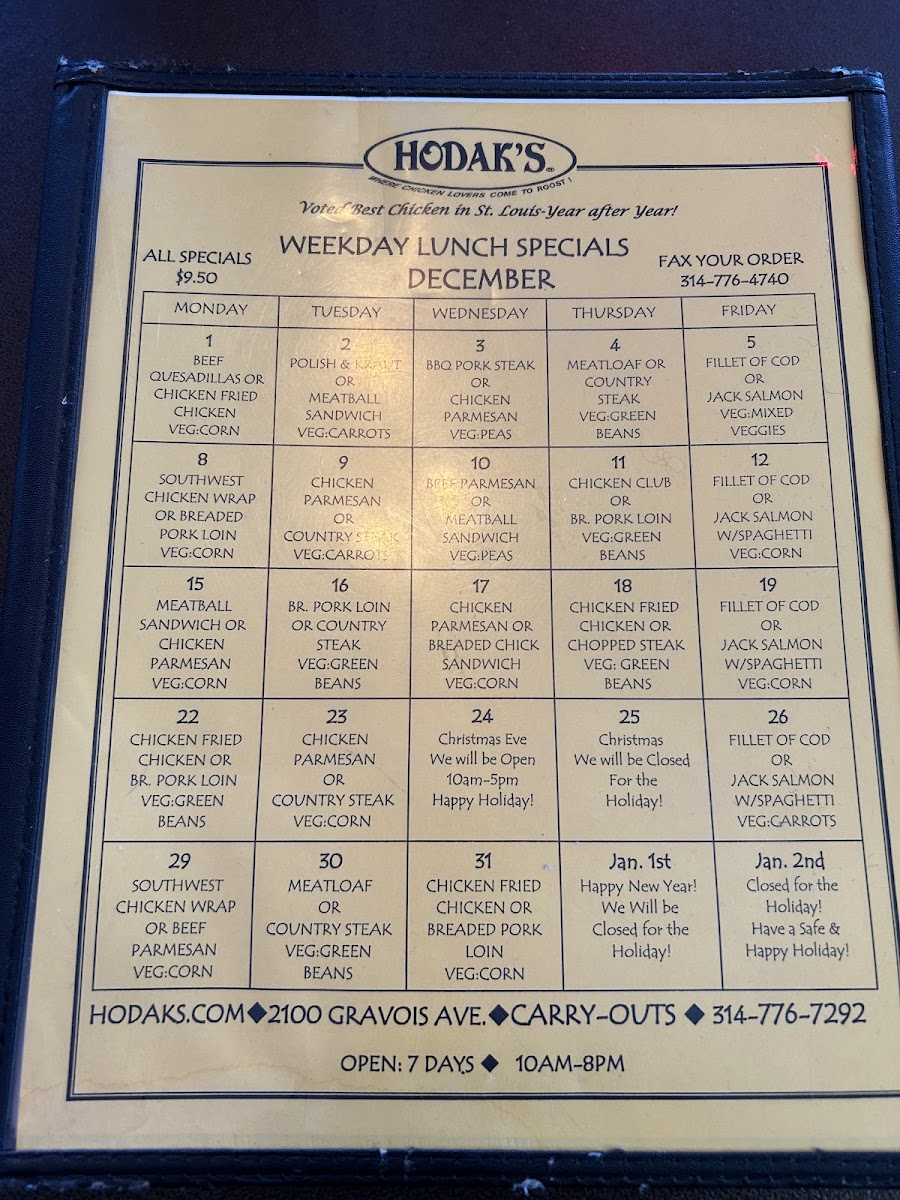 HODAK'S®
WHERE CHICKEN LOVERS COME TO ROOST!
Voted Best Chicken in St. Louis-Year after Year!
WEEKDAY LUNCH SPECIALS
DECEMBER
ALL SPECIALS
$9.50
FAX YOUR ORDER
314-776-4740
MONDAY TUESDAY WEDNESDAY THURSDAY FRIDAY
1
BEEF
QUESADILLAS OR
CHICKEN FRIED
CHICKEN
VEG:CORN
2
POLISH & KRAUT
OR
MEATBALL
SANDWICH
VEG:CARROTS
3
BBQ PORK STEAK
OR
CHICKEN
PARMESAN
VEG:PEAS
4
MEATLOAF OR
COUNTRY
STEAK
VEG:GREEN
BEANS
5
FILLET OF COD
OR
JACK SALMON
VEG:MIXED
VEGGIES
8
SOUTHWEST
CHICKEN WRAP
OR BREADED
PORK LOIN
VEG:CORN
9
CHICKEN
PARMESAN
OR
COUNTRY STEAK
VEG:CARROTS
10
BEEF PARMESAN
OR
MEATBALL
SANDWICH
VEG:PEAS
11
CHICKEN CLUB
OR
BR. PORK LOIN
VEG:GREEN
BEANS
12
FILLET OF COD
OR
JACK SALMON
W/SPAGHETTI
VEG:CORN
15
MEATBALL
SANDWICH OR
CHICKEN
PARMESAN
VEG:CORN
16
BR. PORK LOIN
OR COUNTRY
STEAK
VEG:GREEN
BEANS
17
CHICKEN
PARMESAN OR
BREADED CHICK
SANDWICH
VEG:CORN
18
CHICKEN FRIED
CHICKEN OR
CHOPPED STEAK
VEG: GREEN
BEANS
19
FILLET OF COD
OR
JACK SALMON
W/SPAGHETTI
VEG:CORN
22
CHICKEN FRIED
CHICKEN OR
BR. PORK LOIN
VEG:GREEN
BEANS
23
CHICKEN
PARMESAN
OR
COUNTRY STEAK
VEG:CORN
24
Christmas Eve
We will be Open
10am-5pm
Happy Holiday!
25
Christmas
We will be Closed
For the
Holiday!
26
FILLET OF COD
OR
JACK SALMON
W/SPAGHETTI
VEG:CARROTS
29
SOUTHWEST
CHICKEN WRAP
OR BEEF
PARMESAN
VEG:CORN
30
MEATLOAF
OR
COUNTRY STEAK
VEG:GREEN
BEANS
31
CHICKEN FRIED
CHICKEN OR
BREADED PORK
LOIN
VEG:CORN
Jan. 1st
Happy New Year!
We Will be
Closed for the
Holiday!
Jan. 2nd
Closed for the
Holiday!
Have a Safe &
Happy Holiday!
HODAKS.COM◆2100 GRAVOIS AVE.◆CARRY-OUTS ◆ 314-776-7292
OPEN: 7 DAYS ◆ 10AM-8PM